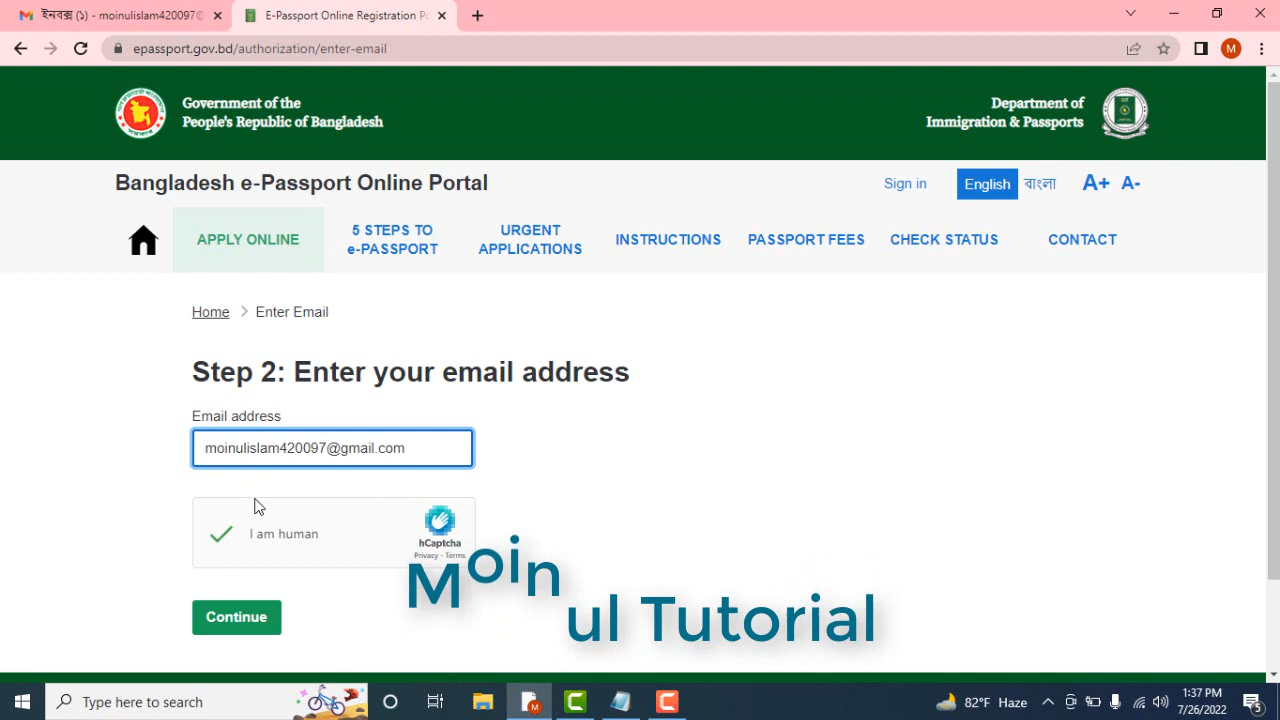 ইনবক্স (১) - moinulislam420097@
E-Passport Online Registration Po
epassport.gov.bd/authorization/enter-email
M
Government of the
People's Republic of Bangladesh
Department of
Immigration & Passports
Bangladesh e-Passport Online Portal
Sign in
English
বাংলা
A+
A-
APPLY ONLINE
5 STEPS TO
e-PASSPORT
URGENT
APPLICATIONS
INSTRUCTIONS
PASSPORT FEES
CHECK STATUS
CONTACT
Home > Enter Email
Step 2: Enter your email address
Email address
moinulislam420097@gmail.com
I am human
hCaptcha
Privacy - Terms
Continue
Moinul Tutorial
Type here to search
82°F Haze
1:37 PM
7/26/2022
5